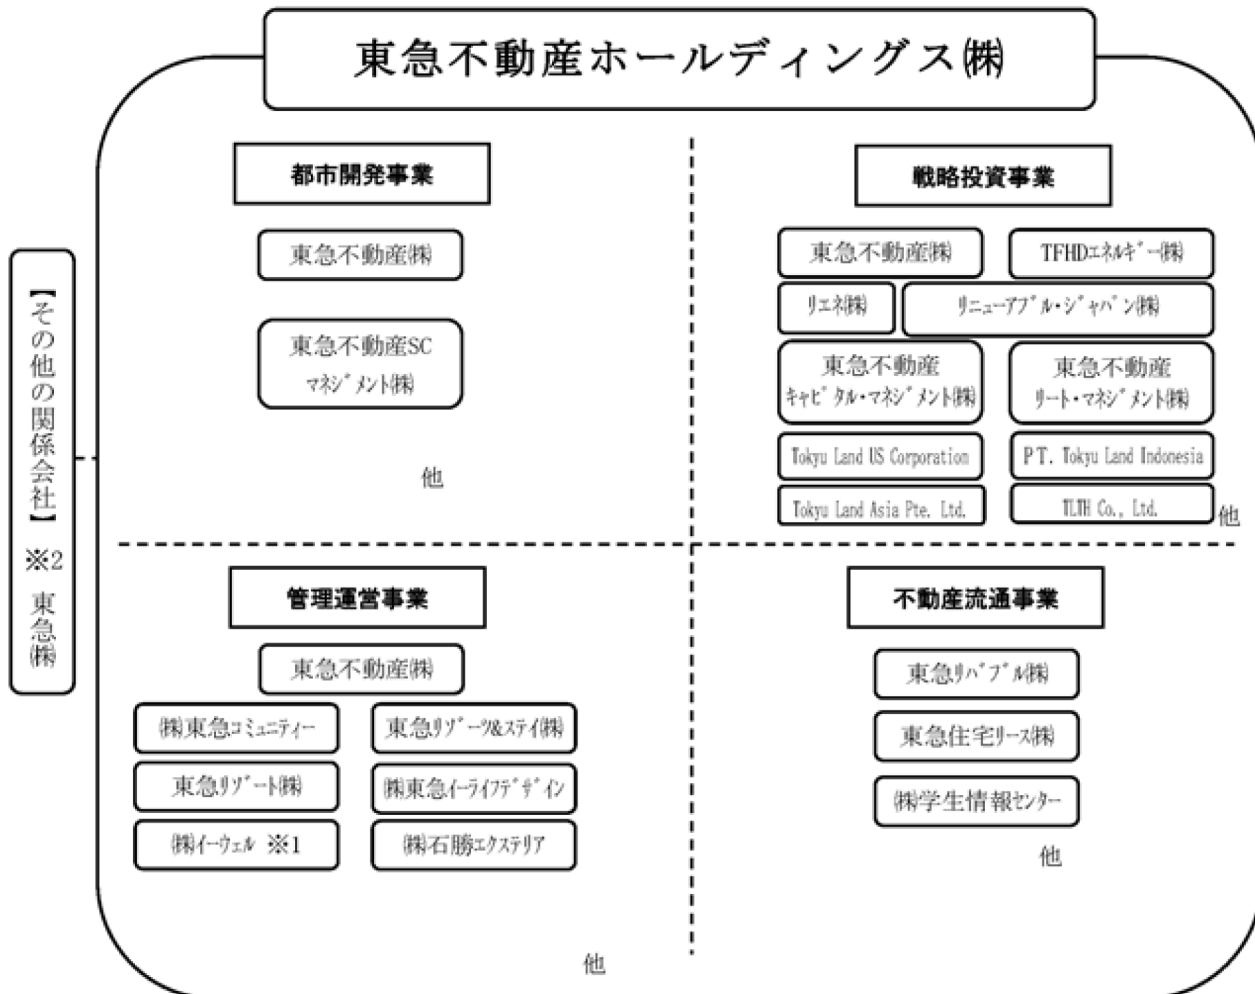 東急不動産ホールディングス㈱
【その他の関係会社】 ※2 東急㈱
都市開発事業
東急不動産㈱
東急不動産SC
ﾏﾈｼﾞﾒﾝﾄ㈱
他
戦略投資事業
東急不動産㈱
TFHDｴﾈﾙｷﾞｰ㈱
ﾘｴﾈ㈱
ﾘﾆｭｰｱﾌﾞﾙ・ｼﾞｬﾊﾟﾝ㈱
東急不動産
ｷｬﾋﾟﾀﾙ・ﾏﾈｼﾞﾒﾝﾄ㈱
東急不動産
ﾘｰﾄ・ﾏﾈｼﾞﾒﾝﾄ㈱
Tokyu Land US Corporation
PT. Tokyu Land Indonesia
Tokyu Land Asia Pte. Ltd.
TLTH Co., Ltd.
他
管理運営事業
東急不動産㈱
㈱東急ｺﾐｭﾆﾃｨｰ
東急ﾘｿﾞｰﾂ&ｽﾃｲ㈱
東急ﾘｿﾞｰﾄ㈱
㈱東急ｲｰﾗｲﾌﾃﾞｻﾞｲﾝ
㈱ｲｰｳｪﾙ ※1
㈱石勝ｴｸｽﾃﾘｱ
他
不動産流通事業
東急ﾘﾊﾞﾌﾞﾙ㈱
東急住宅ﾘｰｽ㈱
㈱学生情報ｾﾝﾀｰ
他